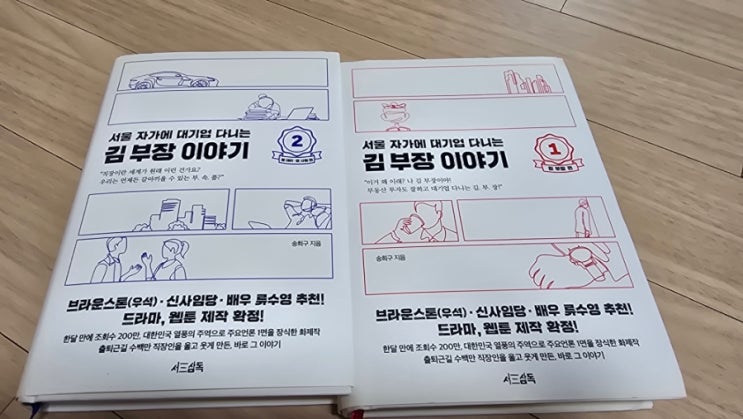 서울 자가에 대기업 다니는
김 부장 이야기
2
"직장이란 세계가 원래 이런 건가요?
우리는 언제든 갈아끼울 수 있는 부. 속. 품?"
송희구 지음
브라운스톤(우석)·신사임당·배우 류수영 추천!
드라마, 웹툰 제작 확정!
한달 만에 조회수 200만, 대한민국 열풍의 주역으로 주요언론 1면을 장식한 화제작
출퇴근길 수백만 직장인을 울고 웃게 만든, 바로 그 이야기
서삼독
서울 자가에 대기업 다니는
김 부장 이야기
1
김 부장 편
"이거 왜 이래? 나 김 부장이야!
부동산 투자도 잘하고 대기업 다니는 김. 부. 장!"
송희구 지음
브라운스톤(우석)·신사임당·배우 류수영 추천!
드라마, 웹툰 제작 확정!
한달 만에 조회수 200만, 대한민국 열풍의 주역으로 주요언론 1면을 장식한 화제작
출퇴근길 수백만 직장인을 울고 웃게 만든, 바로 그 이야기
서삼독